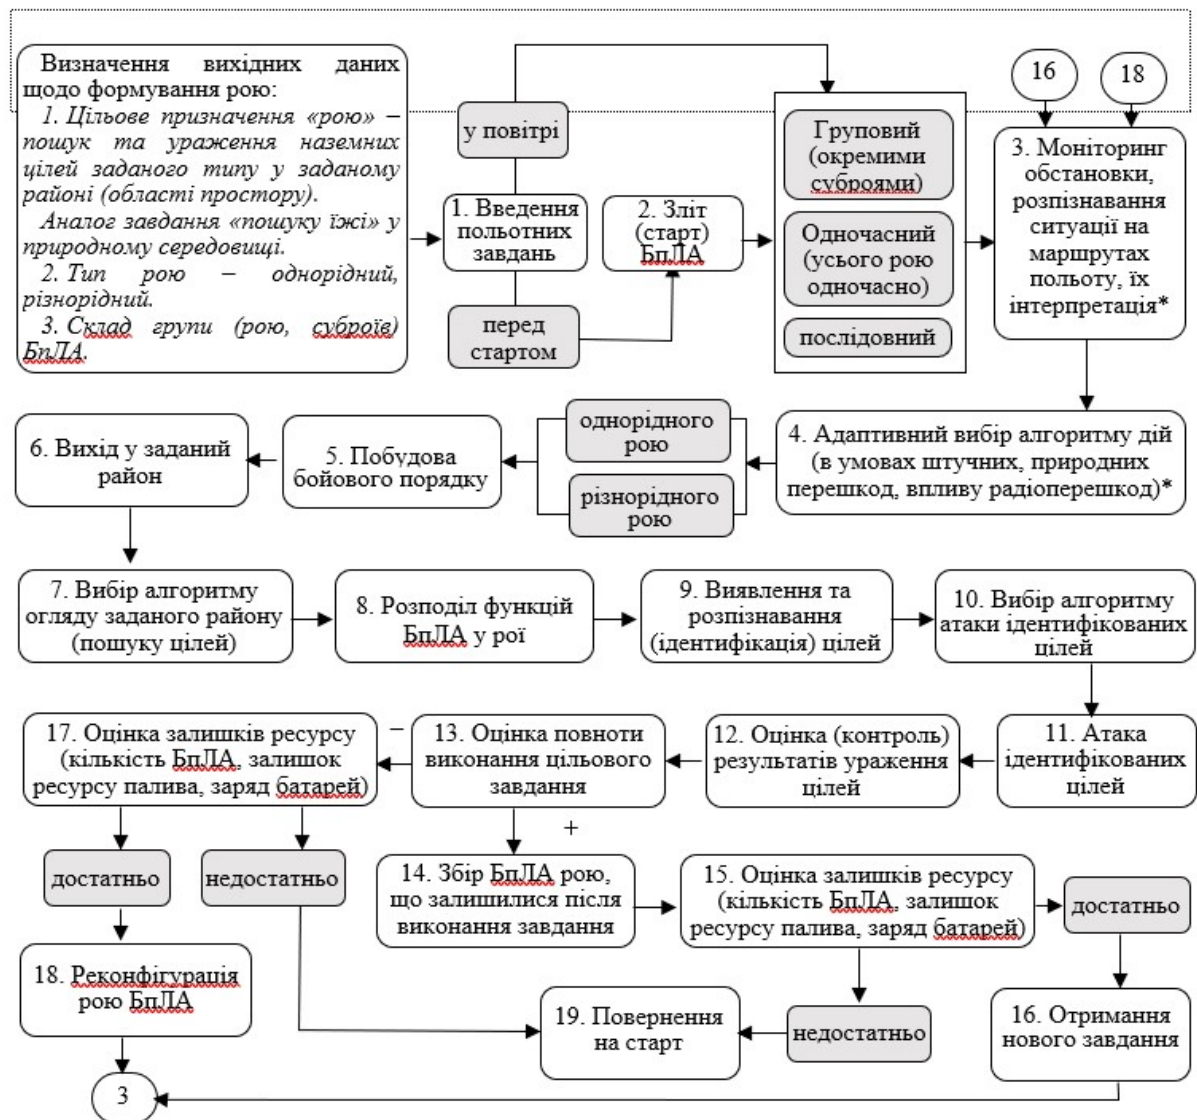 Визначення вихідних даних
щодо формування рою:
1. Цільове призначення «рою» –
пошук та ураження наземних
цілей заданого типу у заданому
районі (області простору).
Аналог завдання «пошуку їжі» у
природному середовищі.
2. Тип рою – однорідний,
різнорідний.
3. Склад групи (рою, суброїв)
БпЛА.
у повітрі
1. Введення
польотних
завдань
перед
стартом
2. Зліт
(старт)
БпЛА
Груповий
(окремими
суброями)
Одночасний
(усього рою
одночасно)
послідовний
16
18
3. Моніторинг
обстановки,
розпізнавання
ситуації на
маршрутах
польоту, їх
інтерпретація*
4. Адаптивний вибір алгоритму дій
(в умовах штучних, природних
перешкод, впливу радіоперешкод)*
однорідного
рою
різнорідного
рою
5. Побудова
бойового порядку
6. Вихід у заданий
район
7. Вибір алгоритму
огляду заданого району
(пошуку цілей)
8. Розподіл функцій
БпЛА у рої
9. Виявлення та
розпізнавання
(ідентифікація) цілей
10. Вибір алгоритму
атаки ідентифікованих
цілей
11. Атака
ідентифікованих
цілей
12. Оцінка (контроль)
результатів ураження
цілей
13. Оцінка повноти
виконання цільового
завдання
–
+
17. Оцінка залишків ресурсу
(кількість БпЛА, залишок
ресурсу палива, заряд батарей)
достатньо
недостатньо
14. Збір БпЛА рою,
що залишилися після
виконання завдання
15. Оцінка залишків ресурсу
(кількість БпЛА, залишок
ресурсу палива, заряд батарей)
достатньо
18. Реконфігурація
рою БпЛА
19. Повернення
на старт
недостатньо
16. Отримання
нового завдання
3